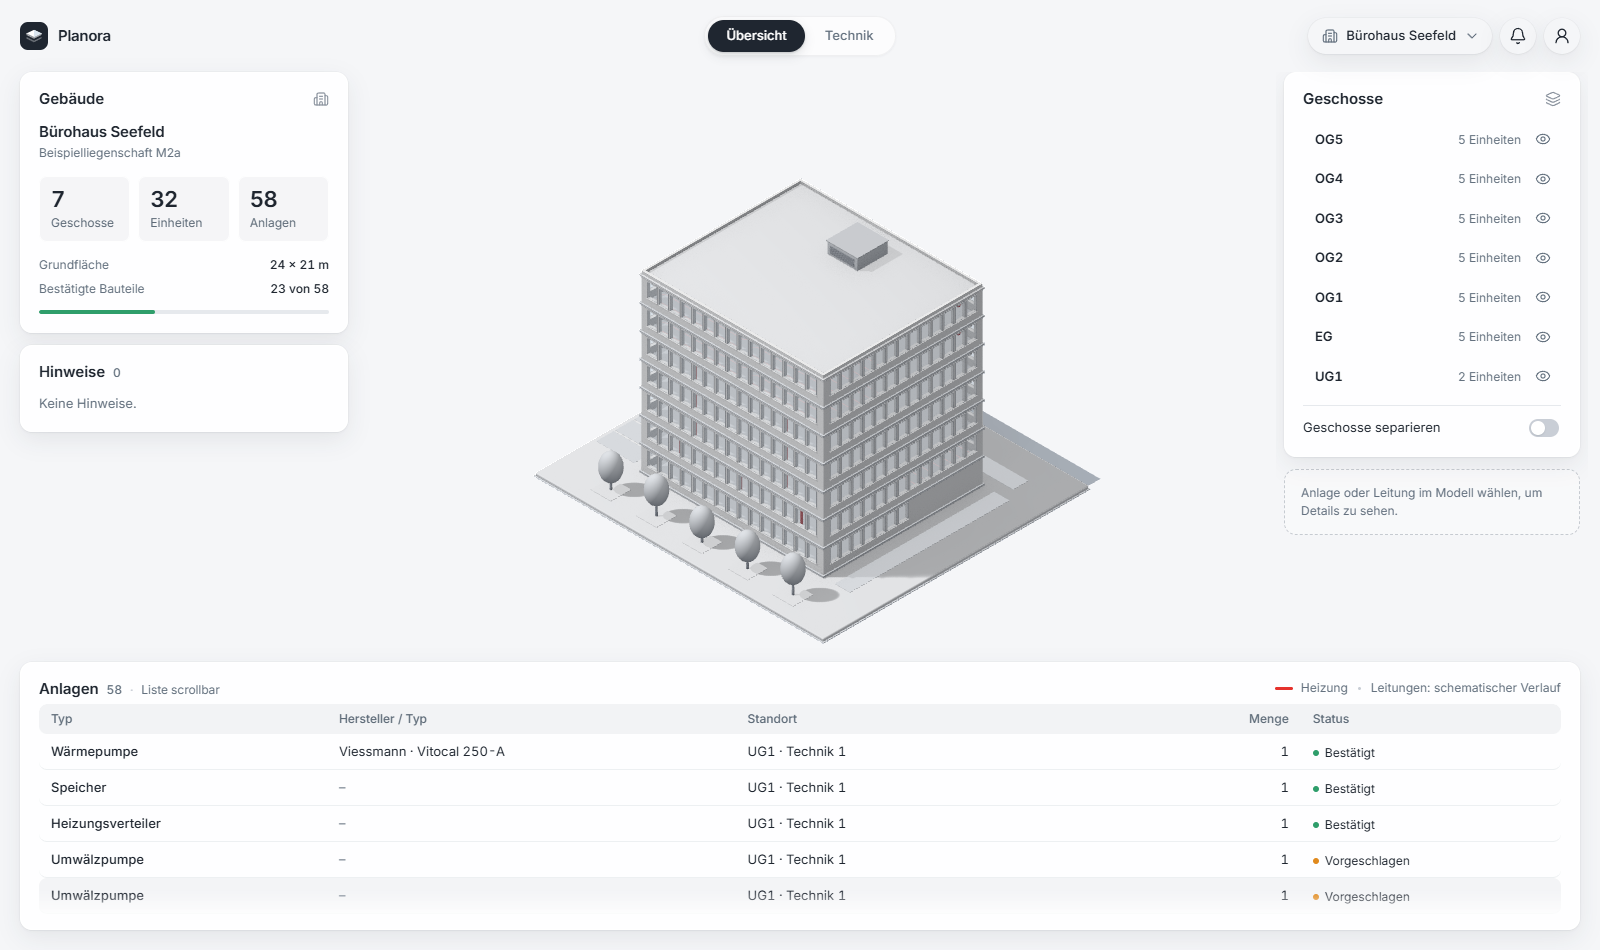 Planora
Übersicht
Technik
Bürohaus Seefeld
Gebäude
Bürohaus Seefeld
Beispielliegenschaft M2a
7 32 58
Geschosse Einheiten Anlagen
Grundfläche 24 × 21 m
Bestätigte Bauteile 23 von 58
Hinweise 0
Keine Hinweise.
Geschosse
OG5 5 Einheiten
OG4 5 Einheiten
OG3 5 Einheiten
OG2 5 Einheiten
OG1 5 Einheiten
EG 5 Einheiten
UG1 2 Einheiten
Geschosse separieren
Anlage oder Leitung im Modell wählen, um
Details zu sehen.
Anlagen 58 · Liste scrollbar
Heizung • Leitungen: schematischer Verlauf
Typ Hersteller / Typ Standort Menge Status
Wärmepumpe Viessmann · Vitocal 250-A UG1 · Technik 1 1 Bestätigt
Speicher – UG1 · Technik 1 1 Bestätigt
Heizungsverteiler – UG1 · Technik 1 1 Bestätigt
Umwälzpumpe – UG1 · Technik 1 1 Vorgeschlagen
Umwälzpumpe – UG1 · Technik 1 1 Vorgeschlagen